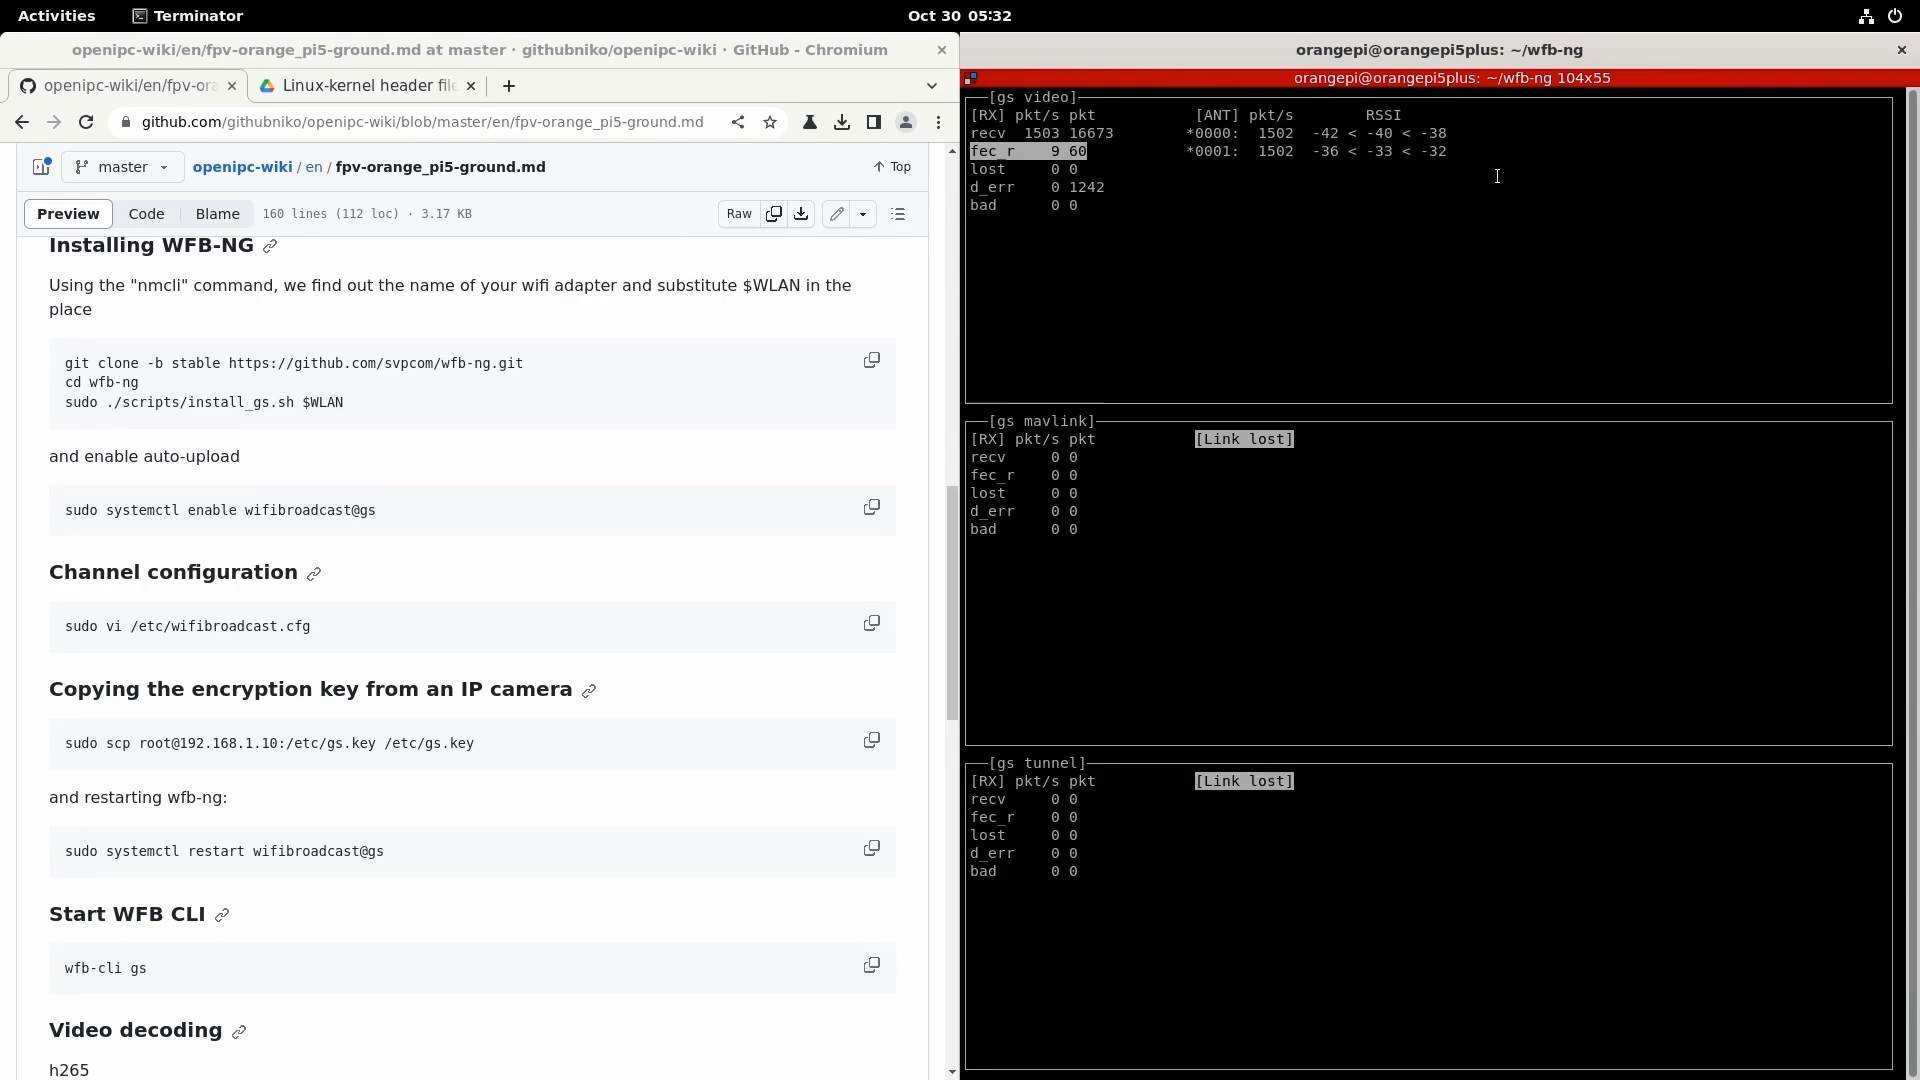 Activities
Terminator
Oct 30 05:32
openipc-wiki/en/fpv-orange_pi5-ground.md at master · githubniko/openipc-wiki · GitHub - Chromium
openipc-wiki/en/fpv-ora
Linux-kernel header file
github.com/githubniko/openipc-wiki/blob/master/en/fpv-orange_pi5-ground.md
master
openipc-wiki / en / fpv-orange_pi5-ground.md
Top
Preview
Code
Blame
160 lines (112 loc) · 3.17 KB
Raw
Installing WFB-NG
Using the "nmcli" command, we find out the name of your wifi adapter and substitute $WLAN in the
place
git clone -b stable https://github.com/svpcom/wfb-ng.git
cd wfb-ng
sudo ./scripts/install_gs.sh $WLAN
and enable auto-upload
sudo systemctl enable wifibroadcast@gs
Channel configuration
sudo vi /etc/wifibroadcast.cfg
Copying the encryption key from an IP camera
sudo scp root@192.168.1.10:/etc/gs.key /etc/gs.key
and restarting wfb-ng:
sudo systemctl restart wifibroadcast@gs
Start WFB CLI
wfb-cli gs
Video decoding
h265
orangepi@orangepi5plus: ~/wfb-ng
orangepi@orangepi5plus: ~/wfb-ng 104x55
[gs video]
[RX] pkt/s pkt [ANT] pkt/s RSSI
recv 1503 16673 *0000: 1502 -42 < -40 < -38
fec_r 9 60 *0001: 1502 -36 < -33 < -32
lost 0 0
d_err 0 1242
bad 0 0
[gs mavlink]
[RX] pkt/s pkt [Link lost]
recv 0 0
fec_r 0 0
lost 0 0
d_err 0 0
bad 0 0
[gs tunnel]
[RX] pkt/s pkt [Link lost]
recv 0 0
fec_r 0 0
lost 0 0
d_err 0 0
bad 0 0